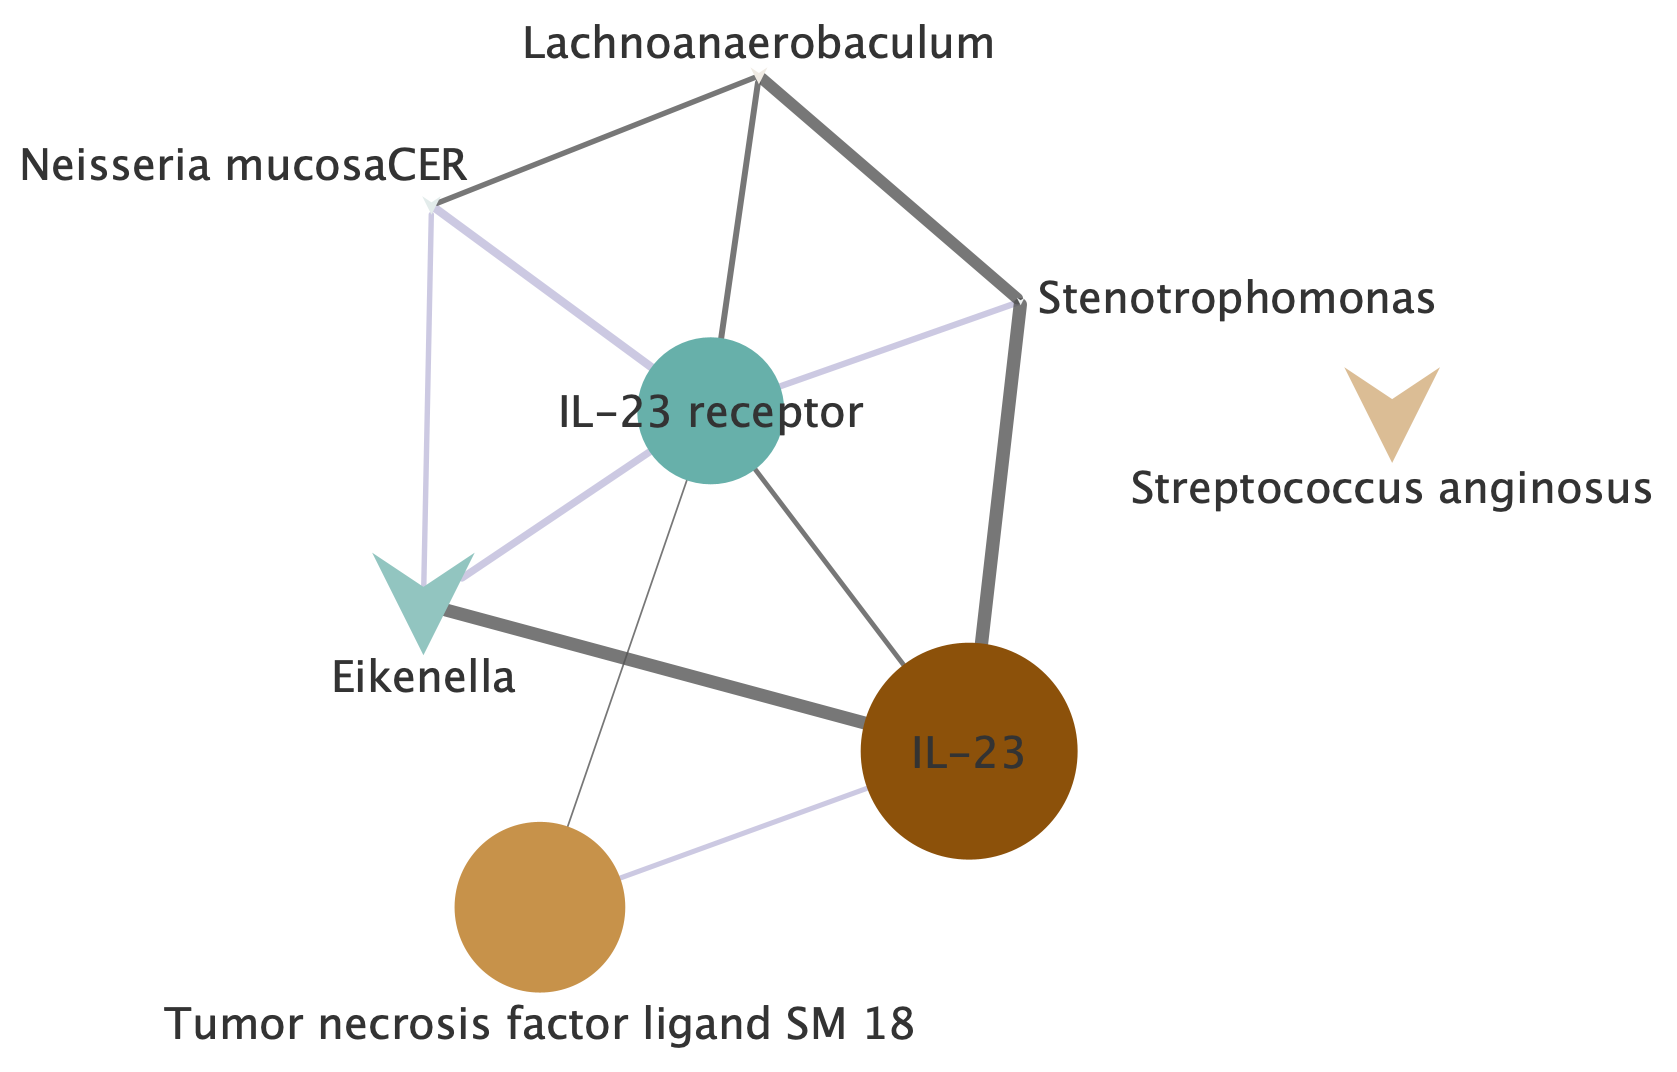 Lachnoanaerobaculum
Neisseria mucosaCER
Stenotrophomonas
IL-23 receptor
Streptococcus anginosus
Eikenella
IL-23
Tumor necrosis factor ligand SM 18